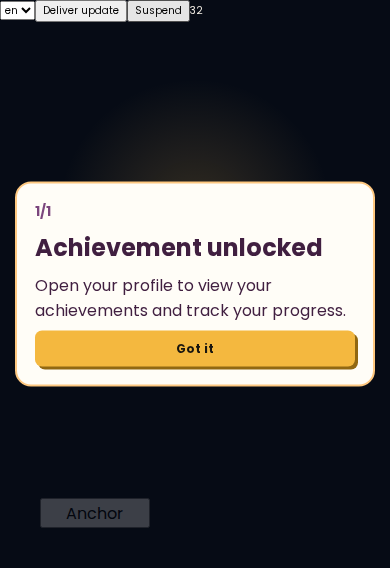 en Deliver update Suspend 32
1/1
Achievement unlocked
Open your profile to view your
achievements and track your progress.
Got it
Anchor